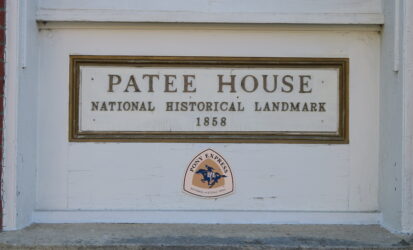 PATEE HOUSE
NATIONAL HISTORICAL LANDMARK
1858
PONY EXPRESS